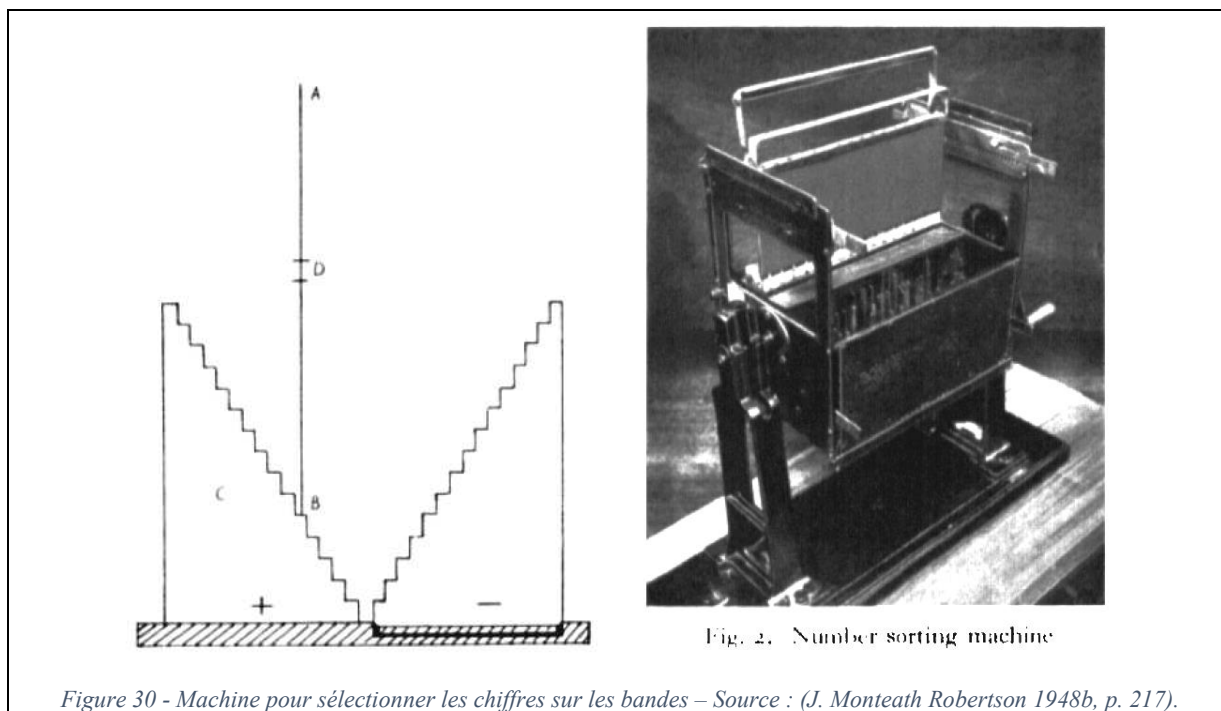 A
D
C
B
+
−
Fig. 2. Number sorting machine
Figure 30 - Machine pour sélectionner les chiffres sur les bandes – Source : (J. Monteath Robertson 1948b, p. 217).